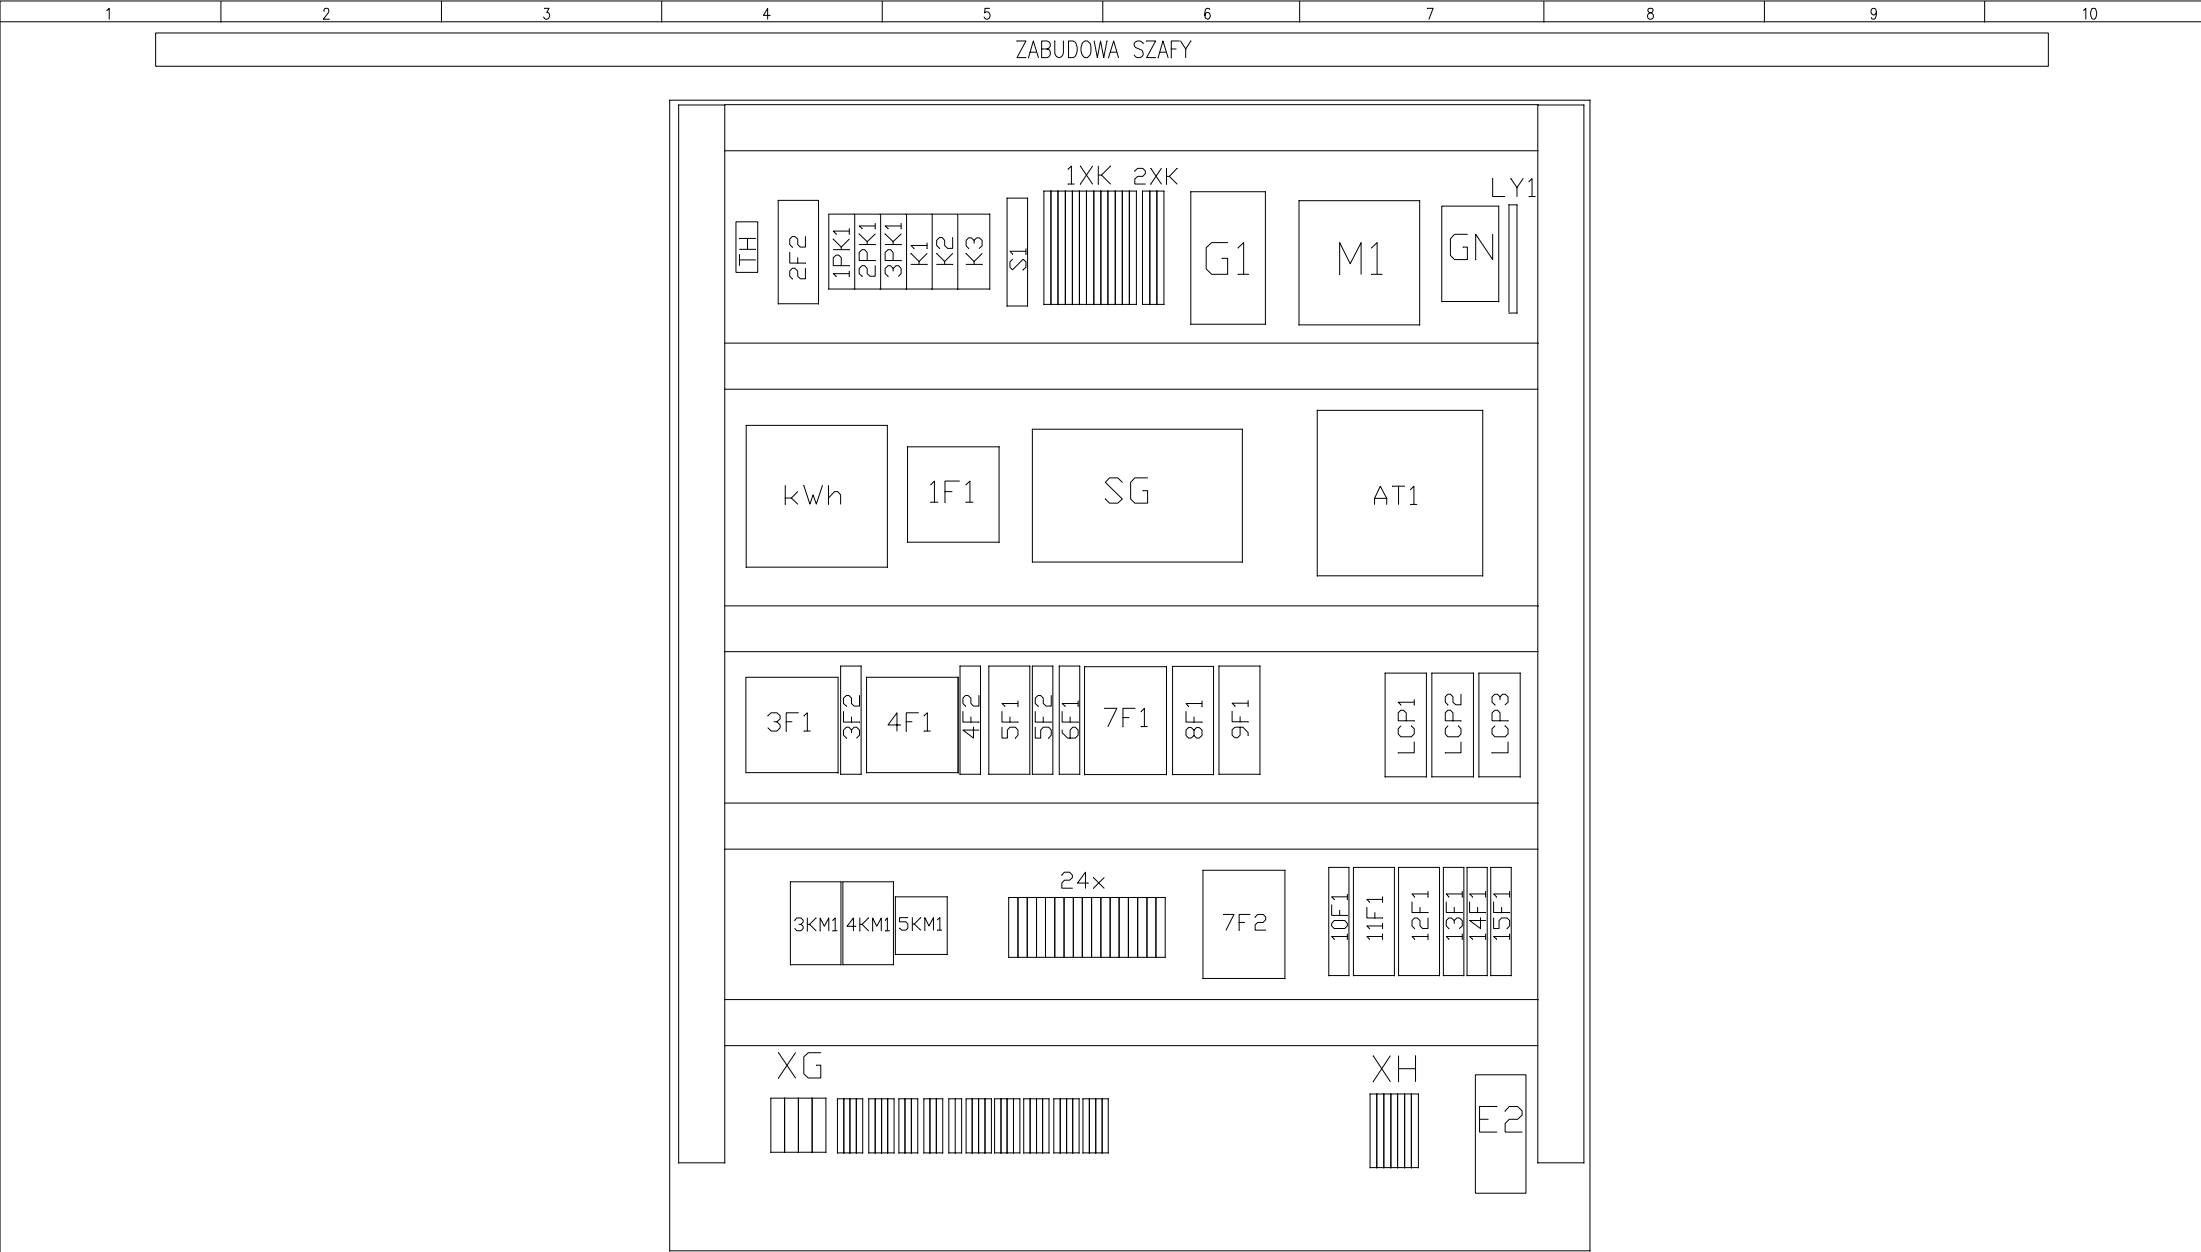 1 2 3 4 5 6 7 8 9 10
ZABUDOWA SZAFY
1XK 2XK LY1
TH 2F2 1PK1 2PK1 3PK1 K1 K2 K3 S1 G1 M1 GN
kWh 1F1 SG AT1
3F1 3F2 4F1 4F2 5F1 5F2 6F1 7F1 8F1 9F1 LCP1 LCP2 LCP3
24x
3KM1 4KM1 5KM1 7F2 10F1 11F1 12F1 13F1 14F1 15F1
XG XH
E2